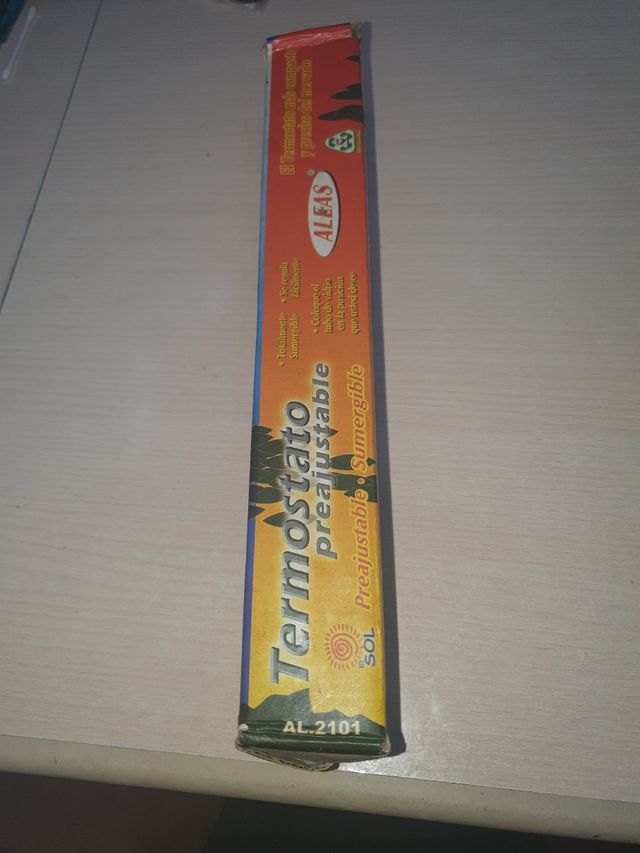 El Termostato más compacto
y preciso del mercado
ALEAS
®
• Totalmente
Sumergible
• Se regula
fácilmente
• Coloque el
tubo de vidrio
en la posición
que usted desee
Termostato
preajustable
Preajustable • Sumergible
El SOL
AL.2101